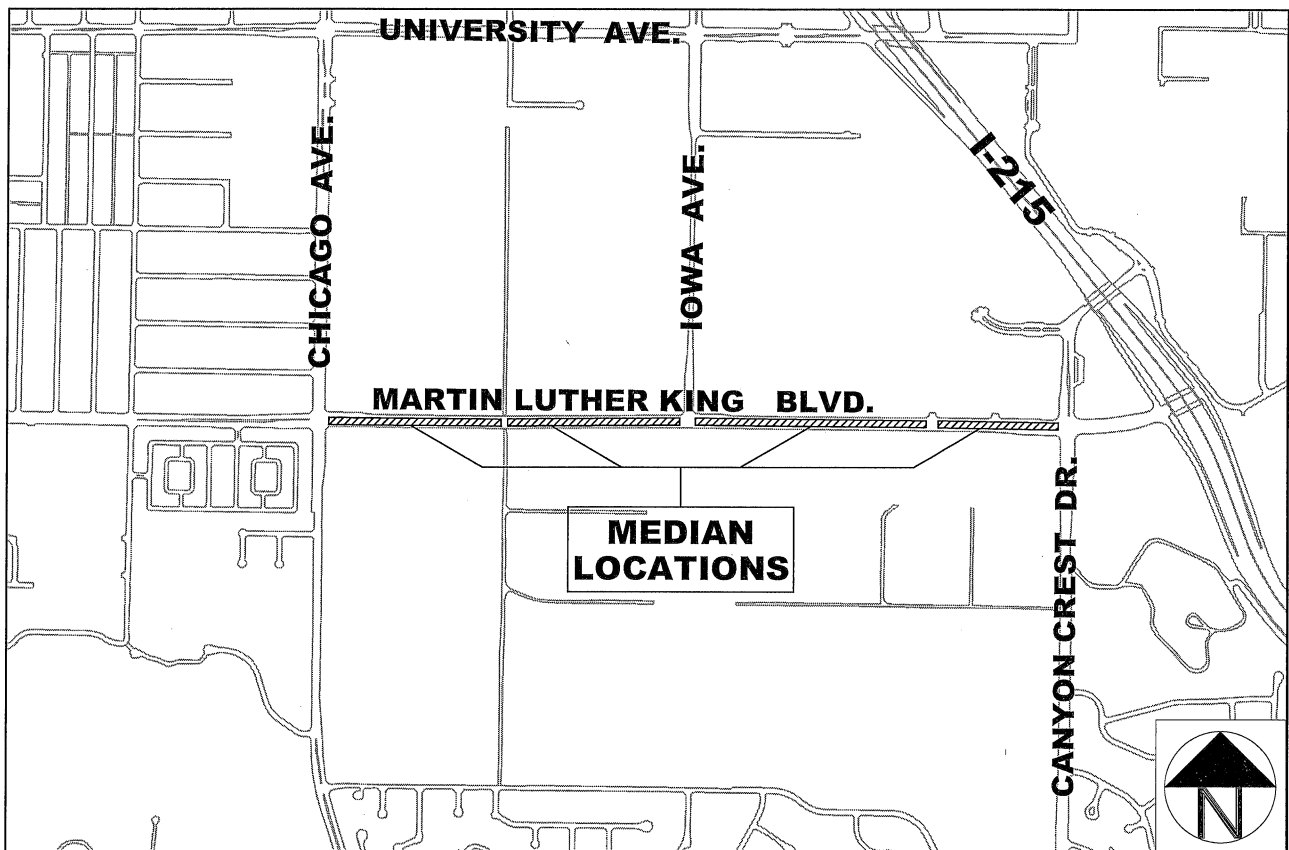 UNIVERSITY AVE.
CHICAGO AVE.
IOWA AVE.
I-215
MARTIN LUTHER KING BLVD.
MEDIAN
LOCATIONS
CANYON CREST DR.
N